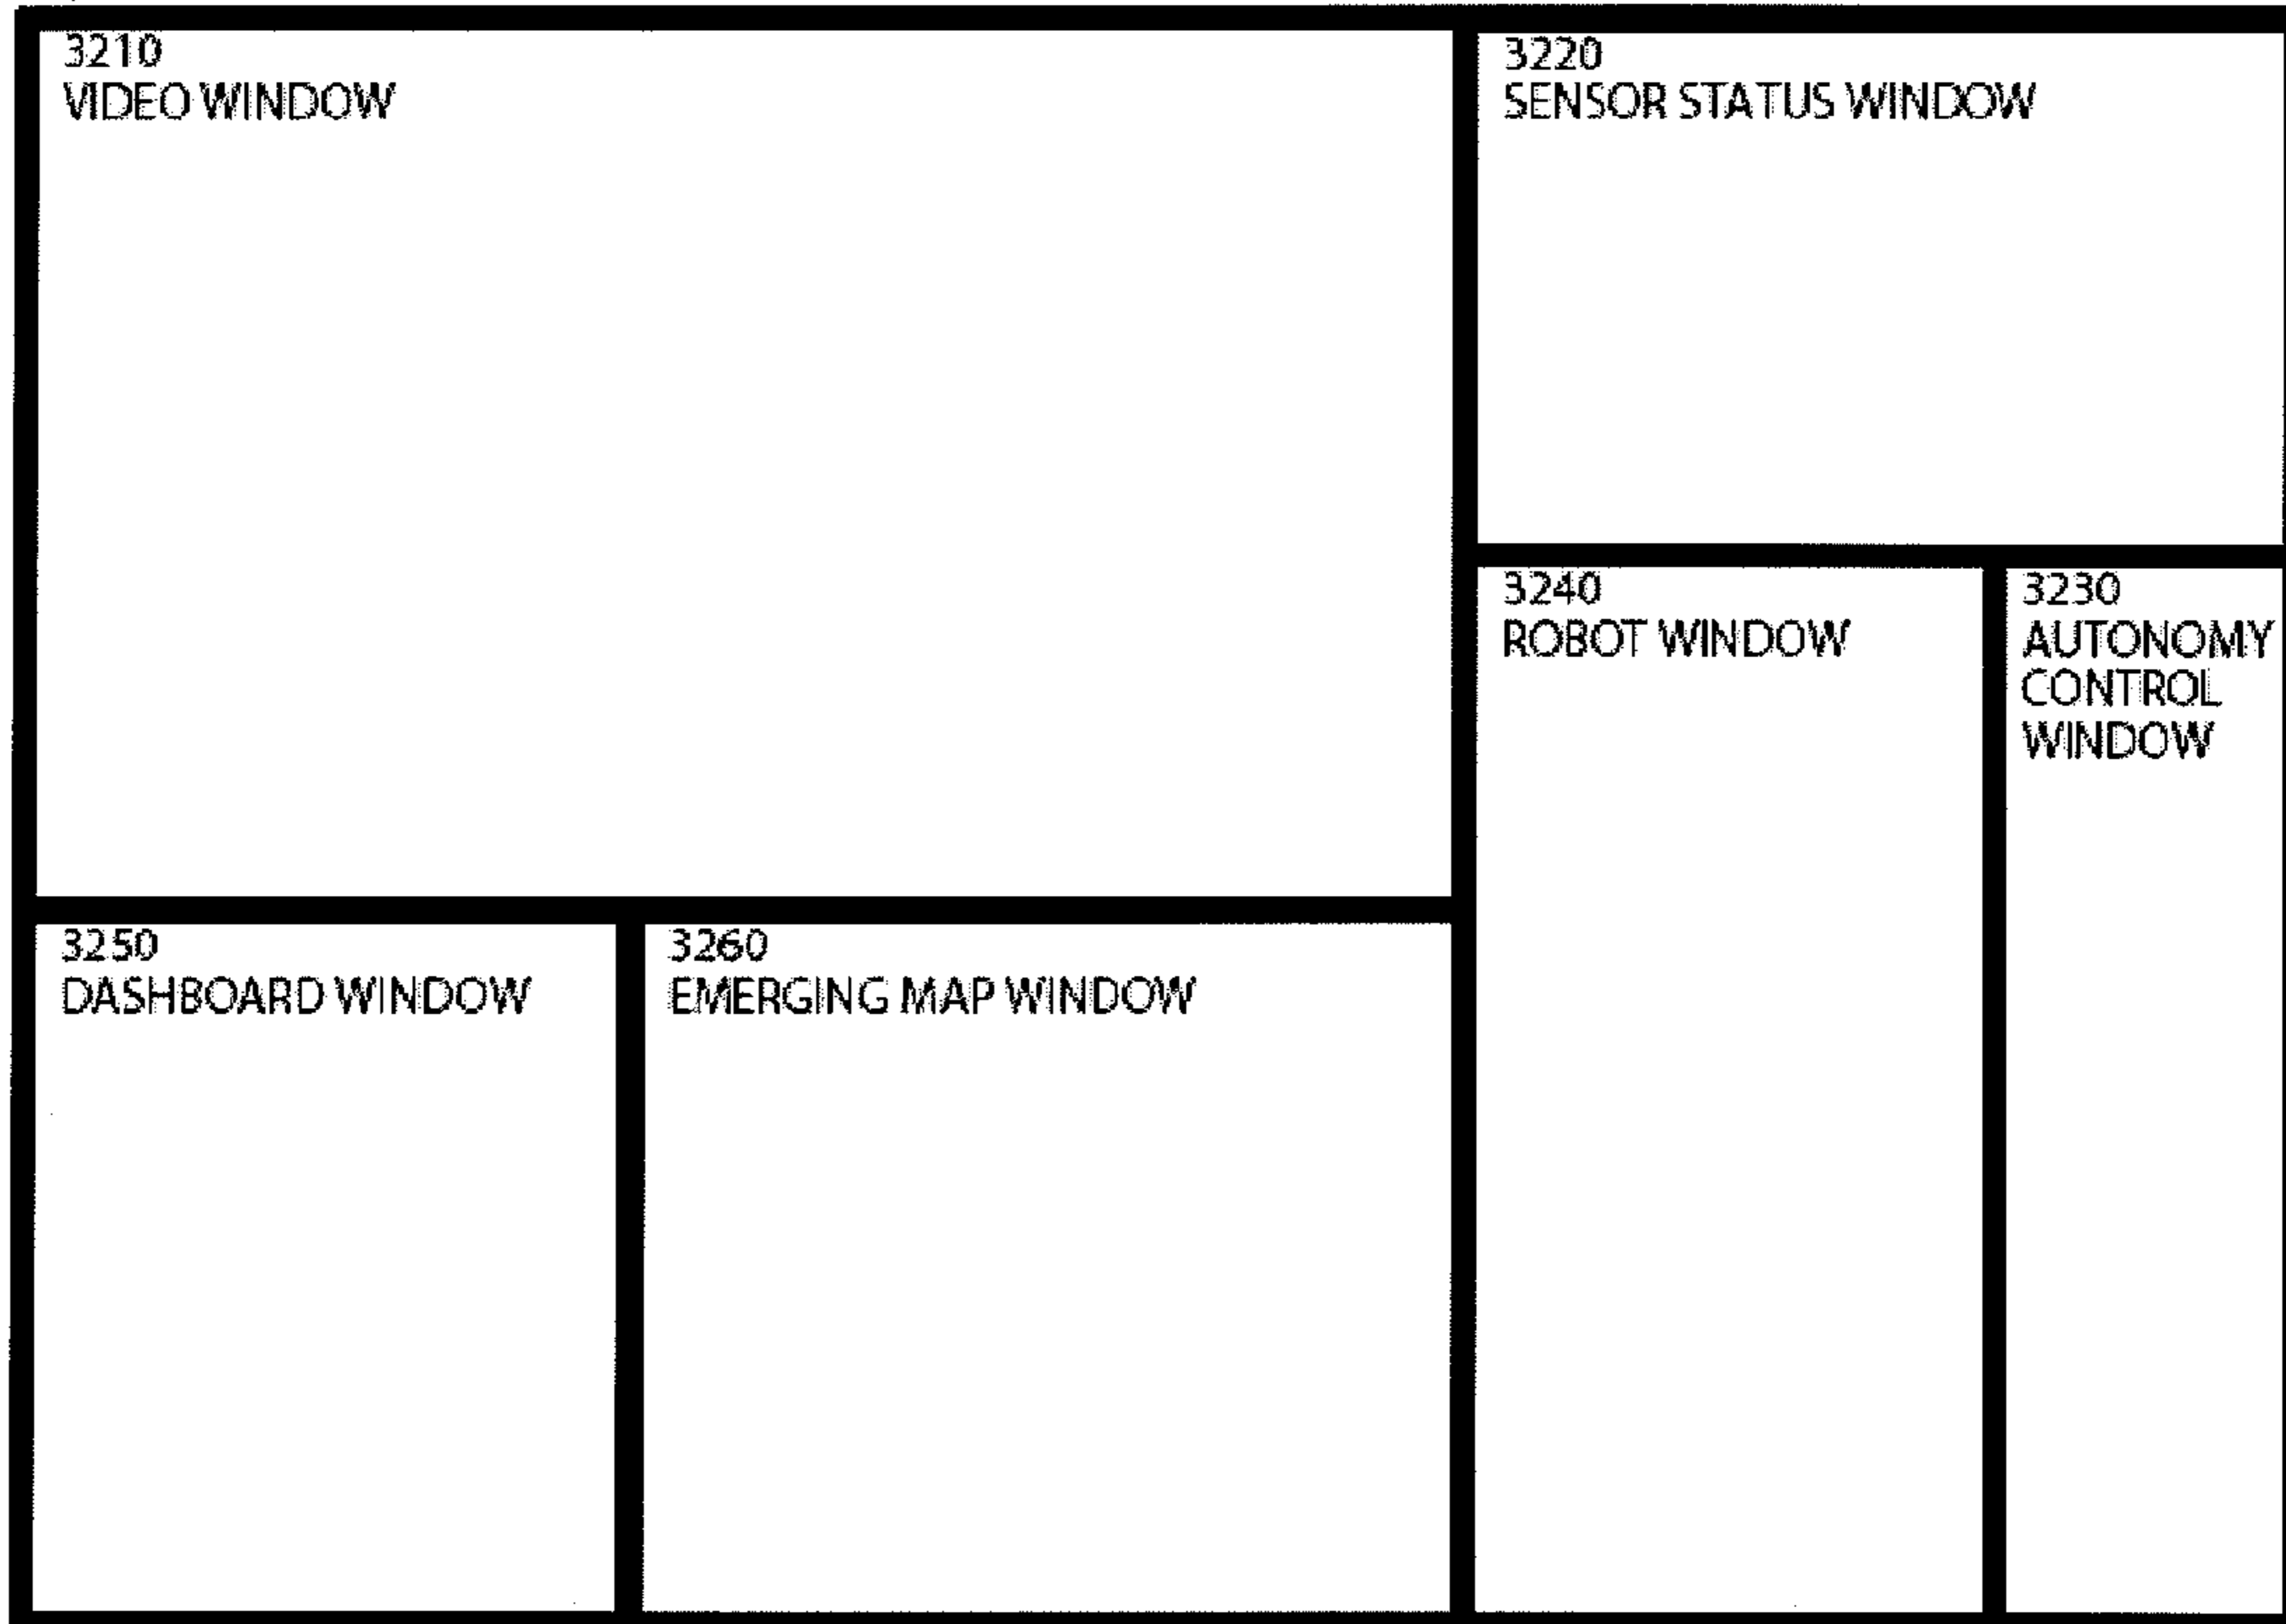 3210
VIDEO WINDOW
3220
SENSOR STATUS WINDOW
3240
ROBOT WINDOW
3230
AUTONOMY
CONTROL
WINDOW
3250
DASHBOARD WINDOW
3260
EMERGING MAP WINDOW